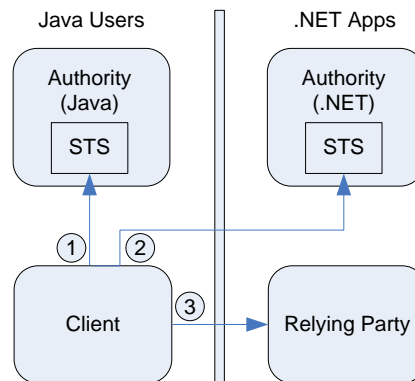 Java Users
.NET Apps
Authority
(Java)
STS
Authority
(.NET)
STS
1
2
3
Client
Relying Party